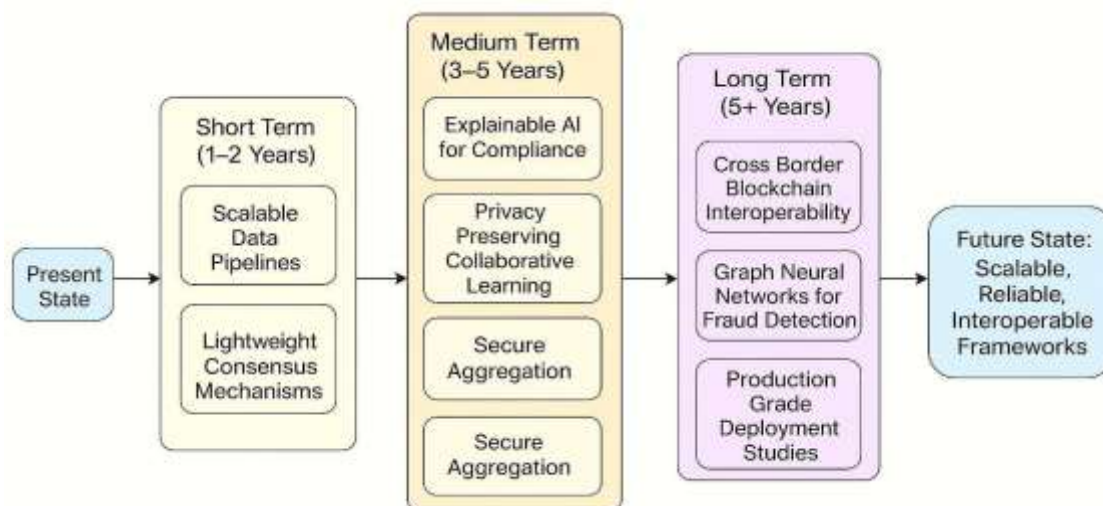 Present
State
Short Term
(1–2 Years)
Scalable
Data
Pipelines
Lightweight
Consensus
Mechanisms
Medium Term
(3–5 Years)
Explainable AI
for Compliance
Privacy
Preserving
Collaborative
Learning
Secure
Aggregation
Secure
Aggregation
Long Term
(5+ Years)
Cross Border
Blockchain
Interoperability
Graph Neural
Networks for
Fraud Detection
Production
Grade
Deployment
Studies
Future State:
Scalable,
Reliable,
Interoperable
Frameworks